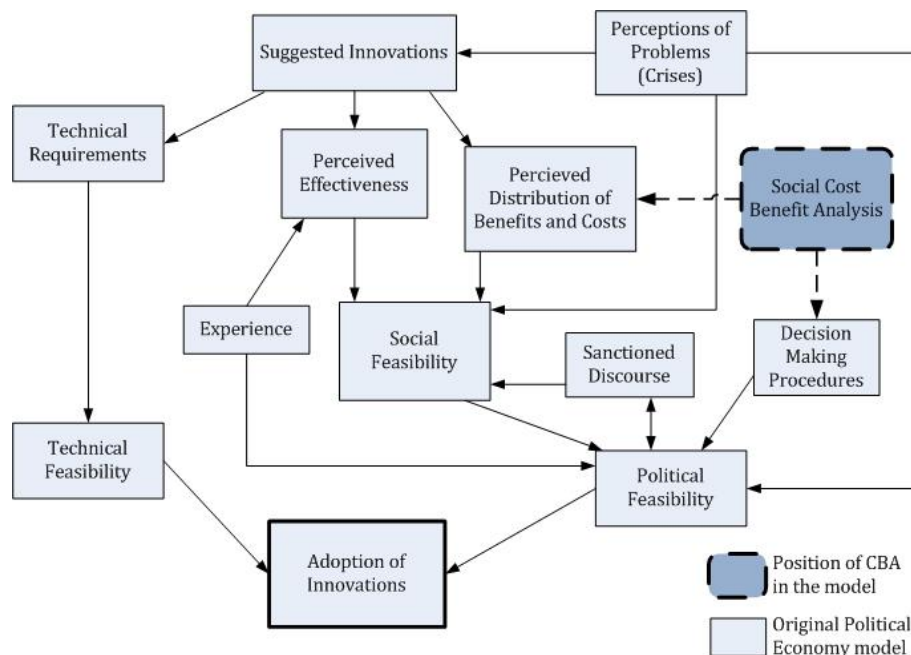 Suggested Innovations
Perceptions of
Problems
(Crises)
Technical
Requirements
Perceived
Effectiveness
Percieved
Distribution of
Benefits and Costs
Social Cost
Benefit Analysis
Experience
Social
Feasibility
Sanctioned
Discourse
Decision
Making
Procedures
Technical
Feasibility
Political
Feasibility
Adoption of
Innovations
Position of CBA
in the model
Original Political
Economy model